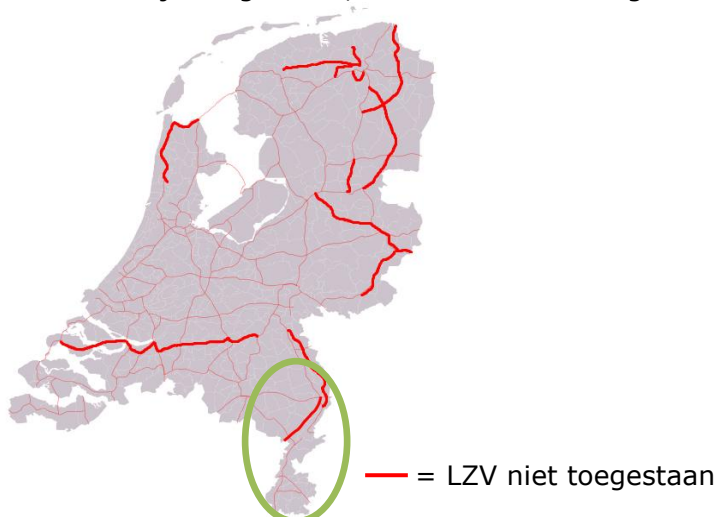 = LZV niet toegestaan